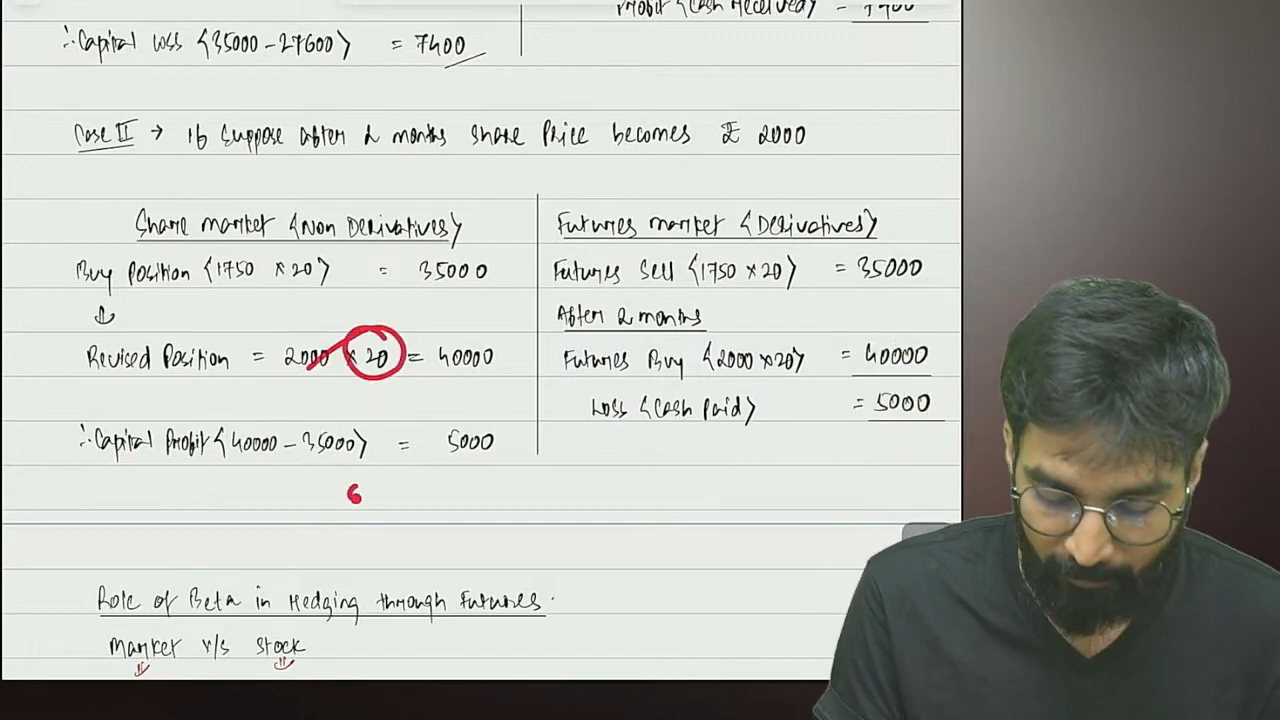 Profit {Cash Received} = 7400
∴ Capital Loss {35000 - 27600} = 7400
Case II → If Suppose after 2 months Share Price becomes ₹ 2000
Share market {Non Derivatives}
Buy Position {1750 × 20} = 35000
↓
Revised Position = 2000 × 20 = 40000
∴ Capital Profit {40000 - 35000} = 5000
Futures market {Derivatives}
Futures Sell {1750 × 20} = 35000
After 2 months
Futures Buy {2000 × 20} = 40000
Loss {Cash Paid} = 5000
Role of Beta in Hedging through Futures.
Market v/s Stock